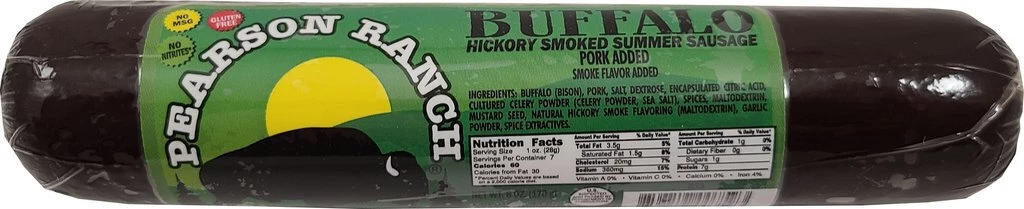 NO
MSG
GLUTEN
FREE
NO
NITRITES*
PEARSON RANCH
®
BUFFALO
HICKORY SMOKED SUMMER SAUSAGE
PORK ADDED
SMOKE FLAVOR ADDED
INGREDIENTS: BUFFALO (BISON), PORK, SALT, DEXTROSE, ENCAPSULATED CITRIC ACID,
CULTURED CELERY POWDER (CELERY POWDER, SEA SALT), SPICES, MALTODEXTRIN,
MUSTARD SEED, NATURAL HICKORY SMOKE FLAVORING (MALTODEXTRIN), GARLIC
POWDER, SPICE EXTRACTIVES.
Nutrition Facts
Serving Size 1 oz. (28g)
Servings Per Container 7
Calories 60
Calories from Fat 30
*Percent Daily Values are based
on a 2,000 calorie diet.
Amount Per Serving % Daily Value*
Total Fat 3.5g 5%
Saturated Fat 1.5g 8%
Cholesterol 20mg 7%
Sodium 360mg 15%
Amount Per Serving % Daily Value*
Total Carbohydrate 1g 0%
Dietary Fiber 0g 0%
Sugars 1g
Protein 7g
Vitamin A 0% • Vitamin C 0% • Calcium 0% • Iron 4%
NET WT. 6 OZ
U.S.